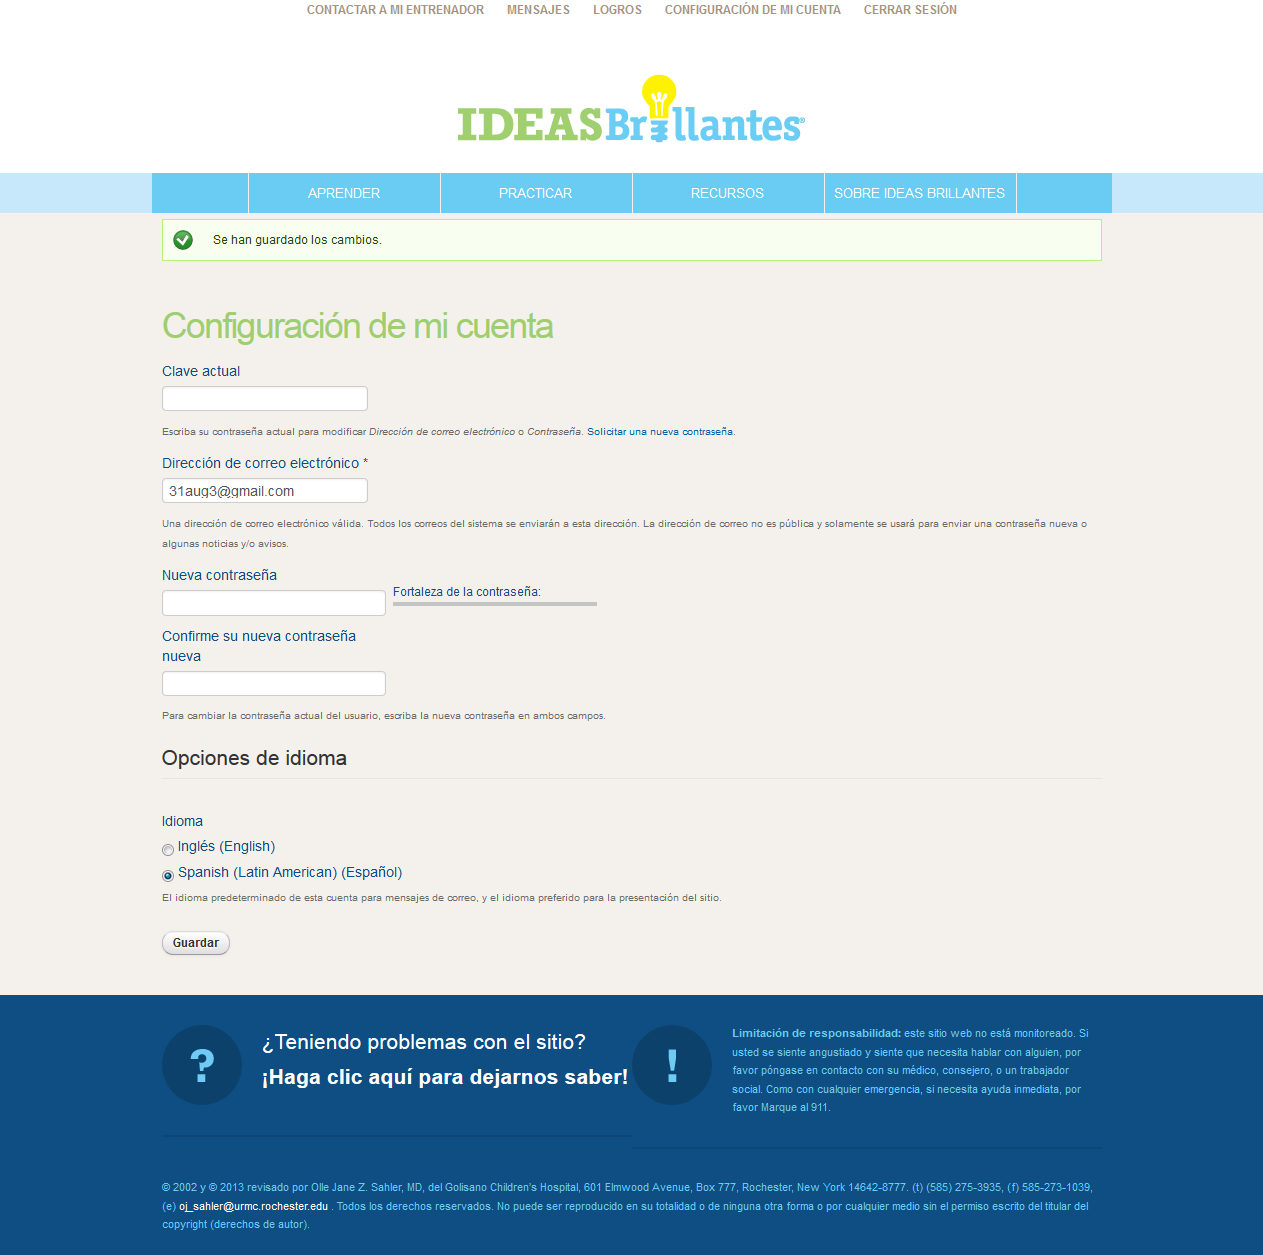 CONTACTAR A MI ENTRENADOR MENSAJES LOGROS CONFIGURACIÓN DE MI CUENTA CERRAR SESIÓN
IDEASBrillantes®
APRENDER PRACTICAR RECURSOS SOBRE IDEAS BRILLANTES
Se han guardado los cambios.
Configuración de mi cuenta
Clave actual
Escriba su contraseña actual para modificar Dirección de correo electrónico o Contraseña. Solicitar una nueva contraseña.
Dirección de correo electrónico *
31aug3@gmail.com
Una dirección de correo electrónico válida. Todos los correos del sistema se enviarán a esta dirección. La dirección de correo no es pública y solamente se usará para enviar una contraseña nueva o
algunas noticias y/o avisos.
Nueva contraseña
Fortaleza de la contraseña:
Confirme su nueva contraseña
nueva
Para cambiar la contraseña actual del usuario, escriba la nueva contraseña en ambos campos.
Opciones de idioma
Idioma
Inglés (English)
Spanish (Latin American) (Español)
El idioma predeterminado de esta cuenta para mensajes de correo, y el idioma preferido para la presentación del sitio.
Guardar
?
¿Teniendo problemas con el sitio?
¡Haga clic aquí para dejarnos saber!
!
Limitación de responsabilidad: este sitio web no está monitoreado. Si
usted se siente angustiado y siente que necesita hablar con alguien, por
favor póngase en contacto con su médico, consejero, o un trabajador
social. Como con cualquier emergencia, si necesita ayuda inmediata, por
favor Marque al 911.
© 2002 y © 2013 revisado por Olle Jane Z. Sahler, MD, del Golisano Children's Hospital, 601 Elmwood Avenue, Box 777, Rochester, New York 14642-8777. (t) (585) 275-3935, (f) 585-273-1039,
(e) oj_sahler@urmc.rochester.edu . Todos los derechos reservados. No puede ser reproducido en su totalidad o de ninguna otra forma o por cualquier medio sin el permiso escrito del titular del
copyright (derechos de autor).